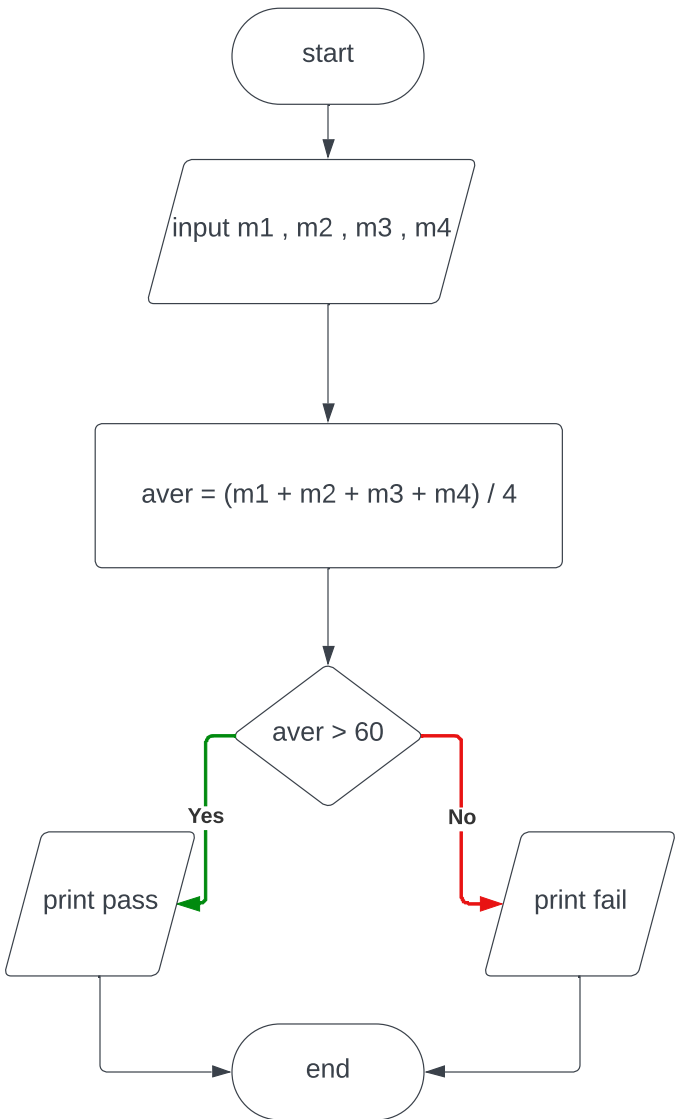 start
input m1 , m2 , m3 , m4
aver = (m1 + m2 + m3 + m4) / 4
aver > 60
Yes
No
print pass
print fail
end